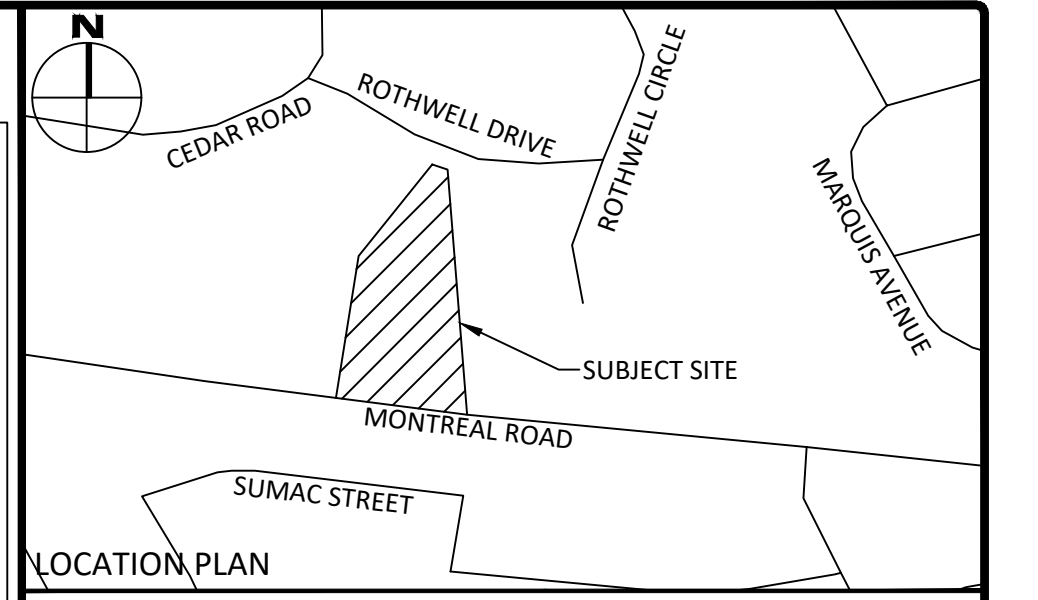 N
CEDAR ROAD
ROTHWELL DRIVE
ROTHWELL CIRCLE
MARQUIS AVENUE
SUBJECT SITE
MONTREAL ROAD
SUMAC STREET
LOCATION PLAN